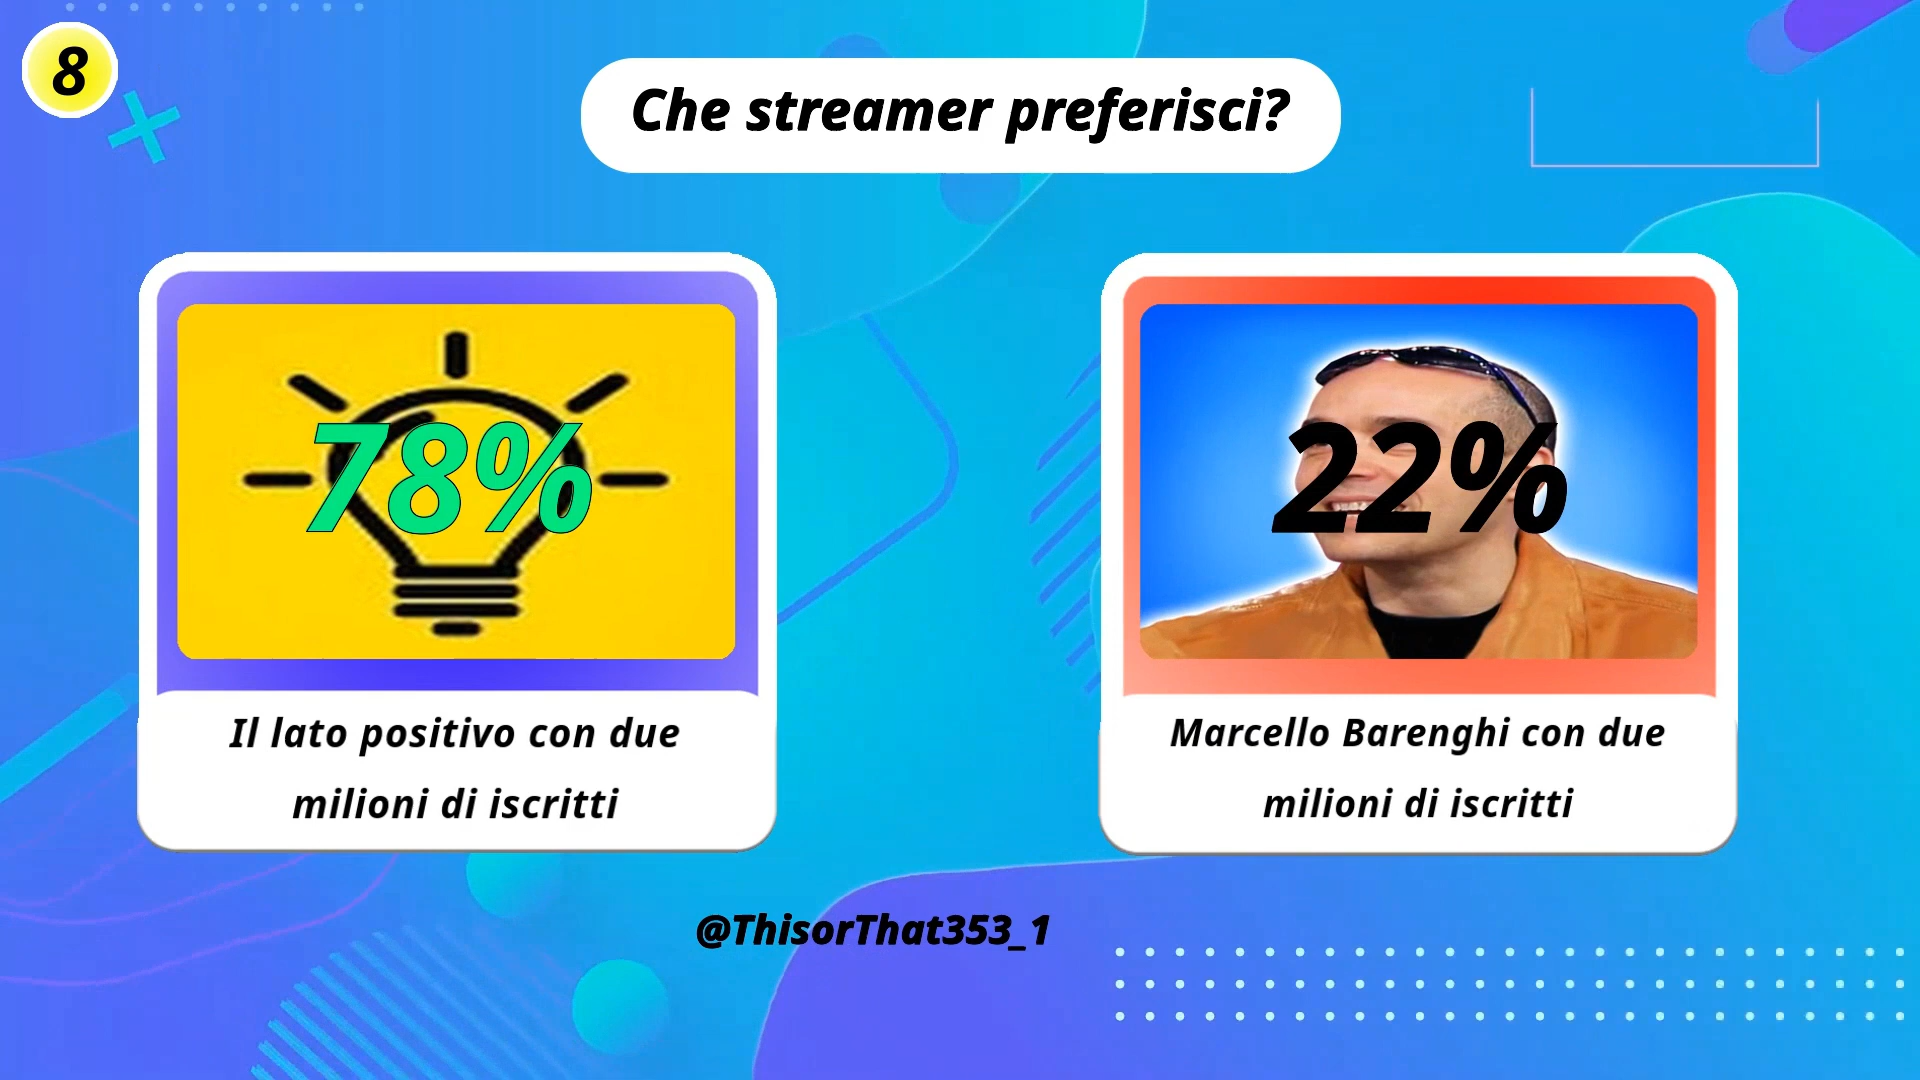 8
Che streamer preferisci?
78%
22%
Il lato positivo con due
milioni di iscritti
Marcello Barenghi con due
milioni di iscritti
@ThisorThat353_1